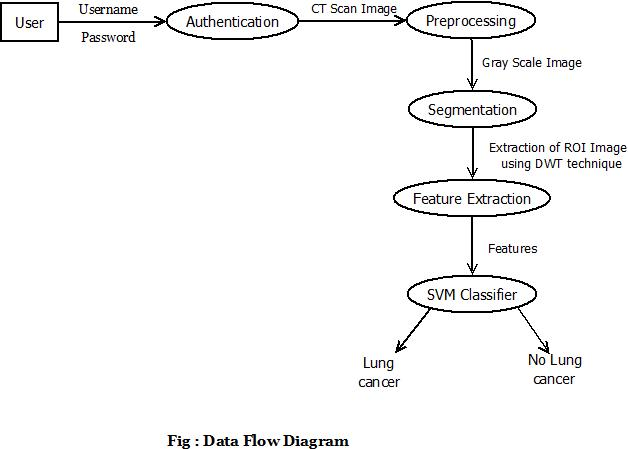 User
Username
Password
Authentication
CT Scan Image
Preprocessing
Gray Scale Image
Segmentation
Extraction of ROI Image
using DWT technique
Feature Extraction
Features
SVM Classifier
Lung
cancer
No Lung
cancer
Fig : Data Flow Diagram